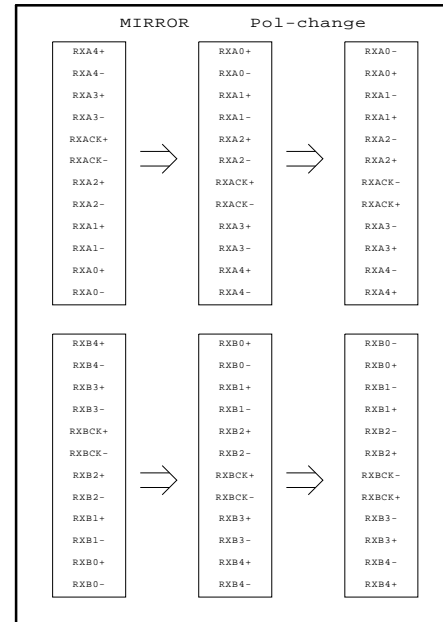 MIRROR Pol-change
RXA4+ RXA0+ RXA0-
RXA4- RXA0- RXA0+
RXA3+ RXA1+ RXA1-
RXA3- RXA1- RXA1+
RXACK+ RXA2+ RXA2-
RXACK- RXA2- RXA2+
RXA2+ RXACK+ RXACK-
RXA2- RXACK- RXACK+
RXA1+ RXA3+ RXA3-
RXA1- RXA3- RXA3+
RXA0+ RXA4+ RXA4-
RXA0- RXA4- RXA4+
RXB4+ RXB0+ RXB0-
RXB4- RXB0- RXB0+
RXB3+ RXB1+ RXB1-
RXB3- RXB1- RXB1+
RXBCK+ RXB2+ RXB2-
RXBCK- RXB2- RXB2+
RXB2+ RXBCK+ RXBCK-
RXB2- RXBCK- RXBCK+
RXB1+ RXB3+ RXB3-
RXB1- RXB3- RXB3+
RXB0+ RXB4+ RXB4-
RXB0- RXB4- RXB4+